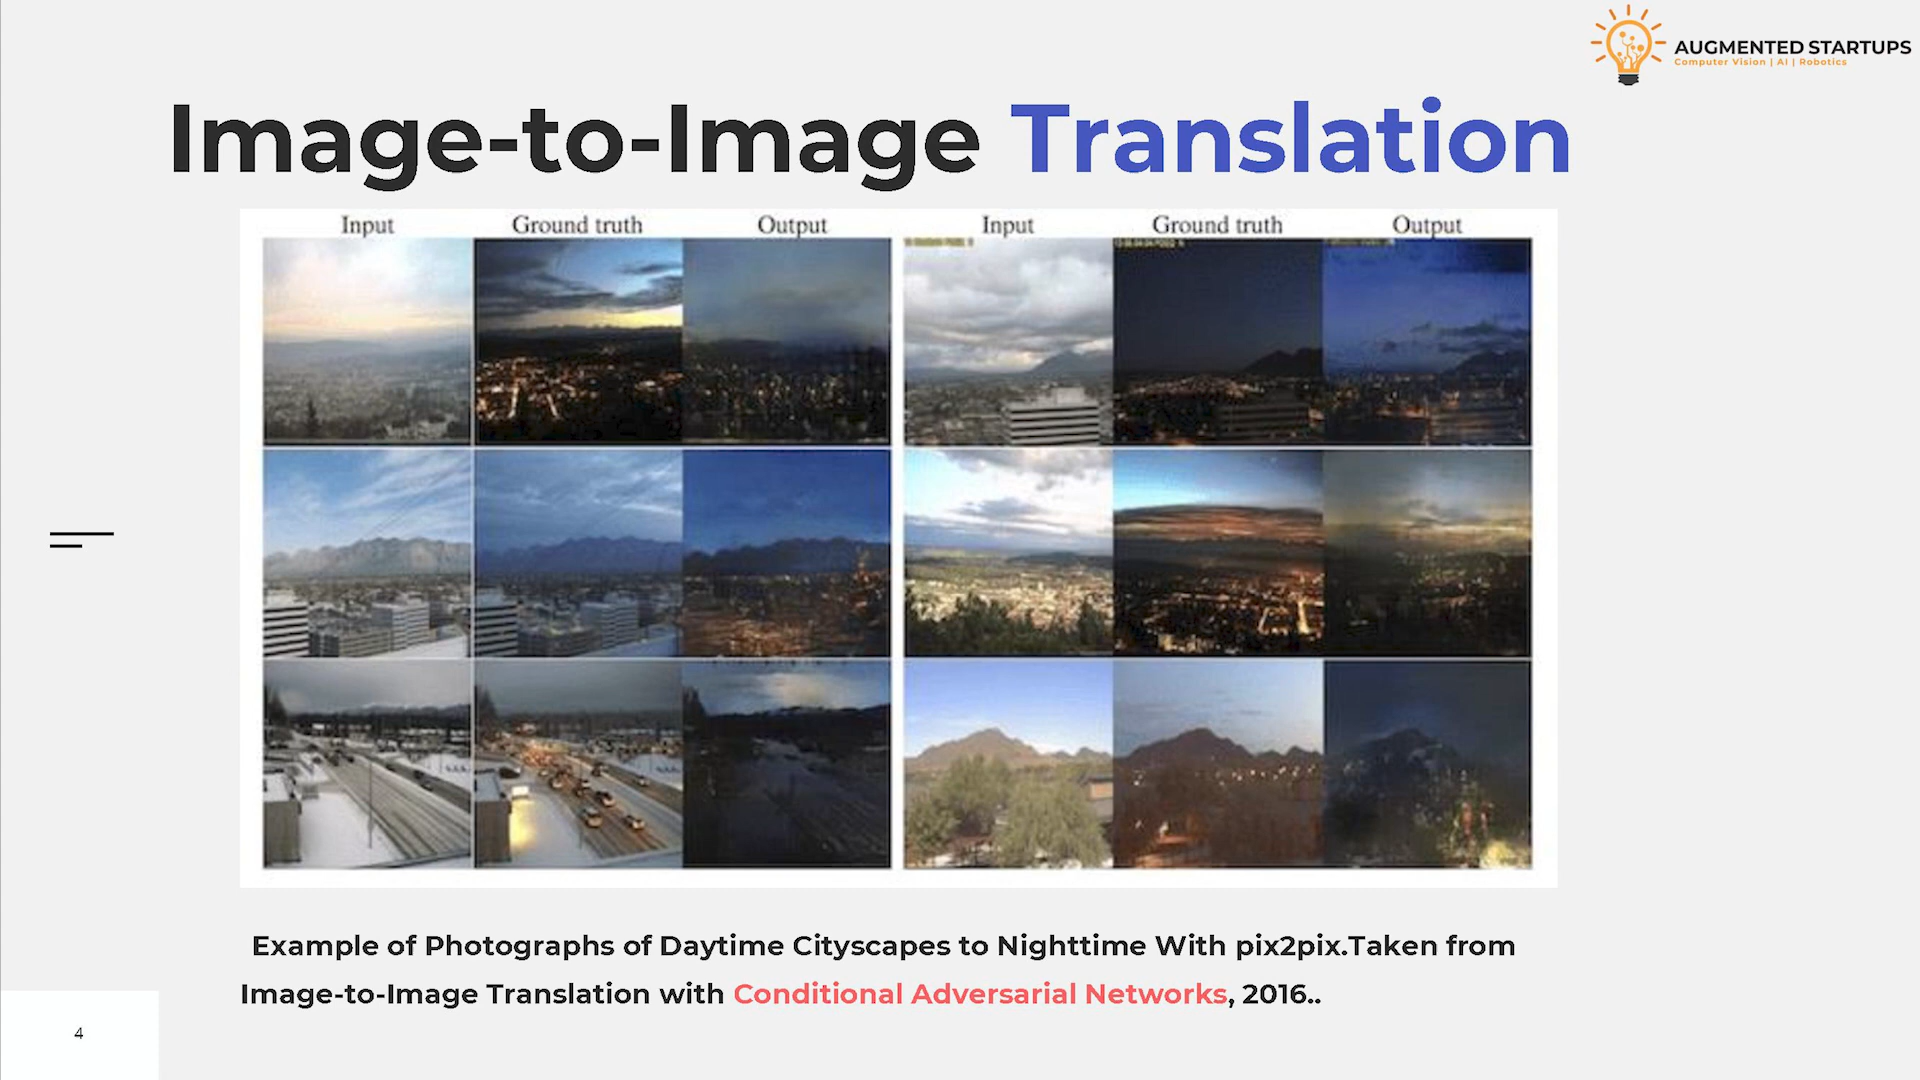 AUGMENTED STARTUPS
Computer Vision | AI | Robotics
Image-to-Image Translation
Input Ground truth Output Input Ground truth Output
Example of Photographs of Daytime Cityscapes to Nighttime With pix2pix.Taken from
Image-to-Image Translation with Conditional Adversarial Networks, 2016..
4